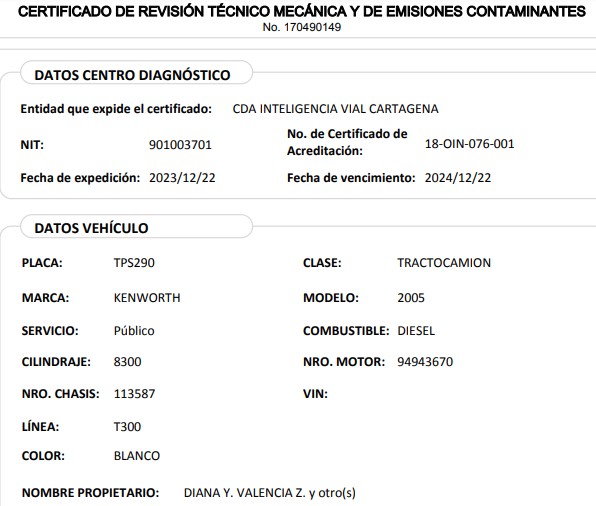 CERTIFICADO DE REVISIÓN TÉCNICO MECÁNICA Y DE EMISIONES CONTAMINANTES
No. 170490149
DATOS CENTRO DIAGNÓSTICO
Entidad que expide el certificado: CDA INTELIGENCIA VIAL CARTAGENA
NIT: 901003701 No. de Certificado de Acreditación: 18-OIN-076-001
Fecha de expedición: 2023/12/22 Fecha de vencimiento: 2024/12/22
DATOS VEHÍCULO
PLACA: TPS290 CLASE: TRACTOCAMION
MARCA: KENWORTH MODELO: 2005
SERVICIO: Público COMBUSTIBLE: DIESEL
CILINDRAJE: 8300 NRO. MOTOR: 94943670
NRO. CHASIS: 113587 VIN:
LÍNEA: T300
COLOR: BLANCO
NOMBRE PROPIETARIO: DIANA Y. VALENCIA Z. y otro(s)